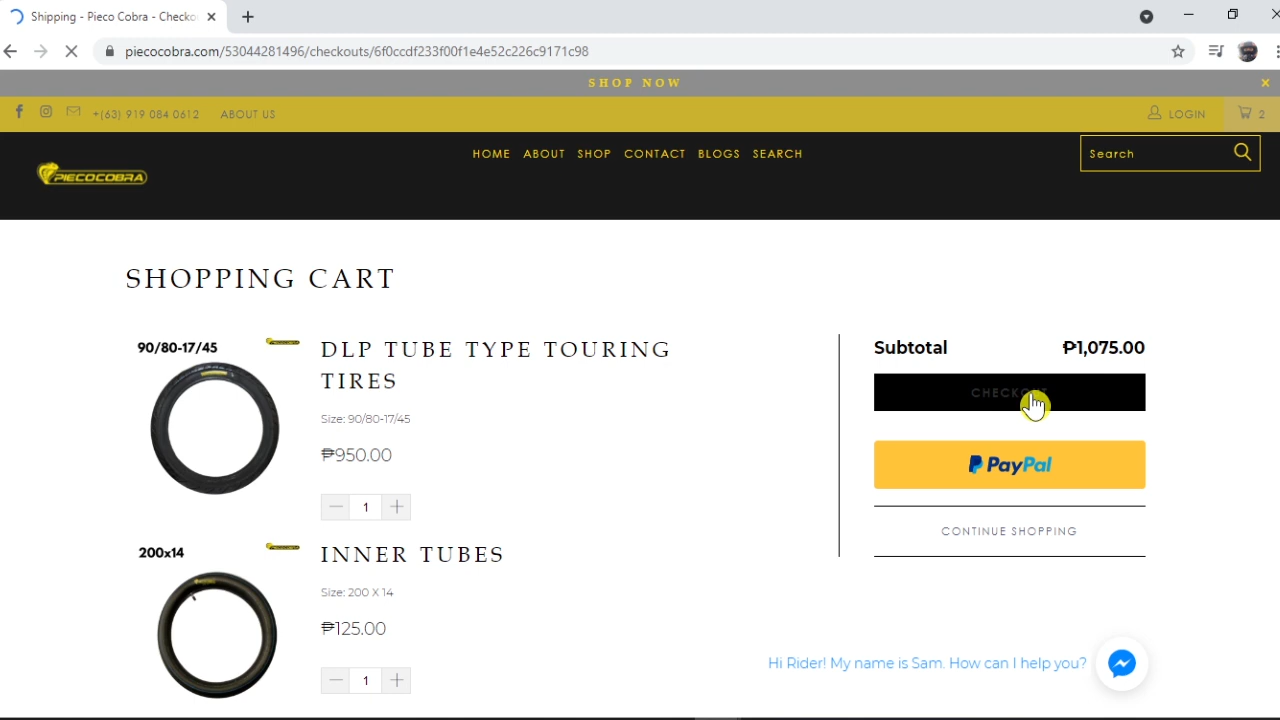 Shipping - Pieco Cobra - Checko
piecocobra.com/53044281496/checkouts/6f0ccdf233f00f1e4e52c226c9171c98
SHOP NOW
+(63) 919 084 0612 ABOUT US LOGIN 2
HOME ABOUT SHOP CONTACT BLOGS SEARCH
Search
PIECOCOBRA
SHOPPING CART
90/80-17/45
DLP TUBE TYPE TOURING
TIRES
Size: 90/80-17/45
₱950.00
1
200x14
INNER TUBES
Size: 200 X 14
₱125.00
1
Subtotal ₱1,075.00
CHECKOUT
PayPal
CONTINUE SHOPPING
Hi Rider! My name is Sam. How can I help you?